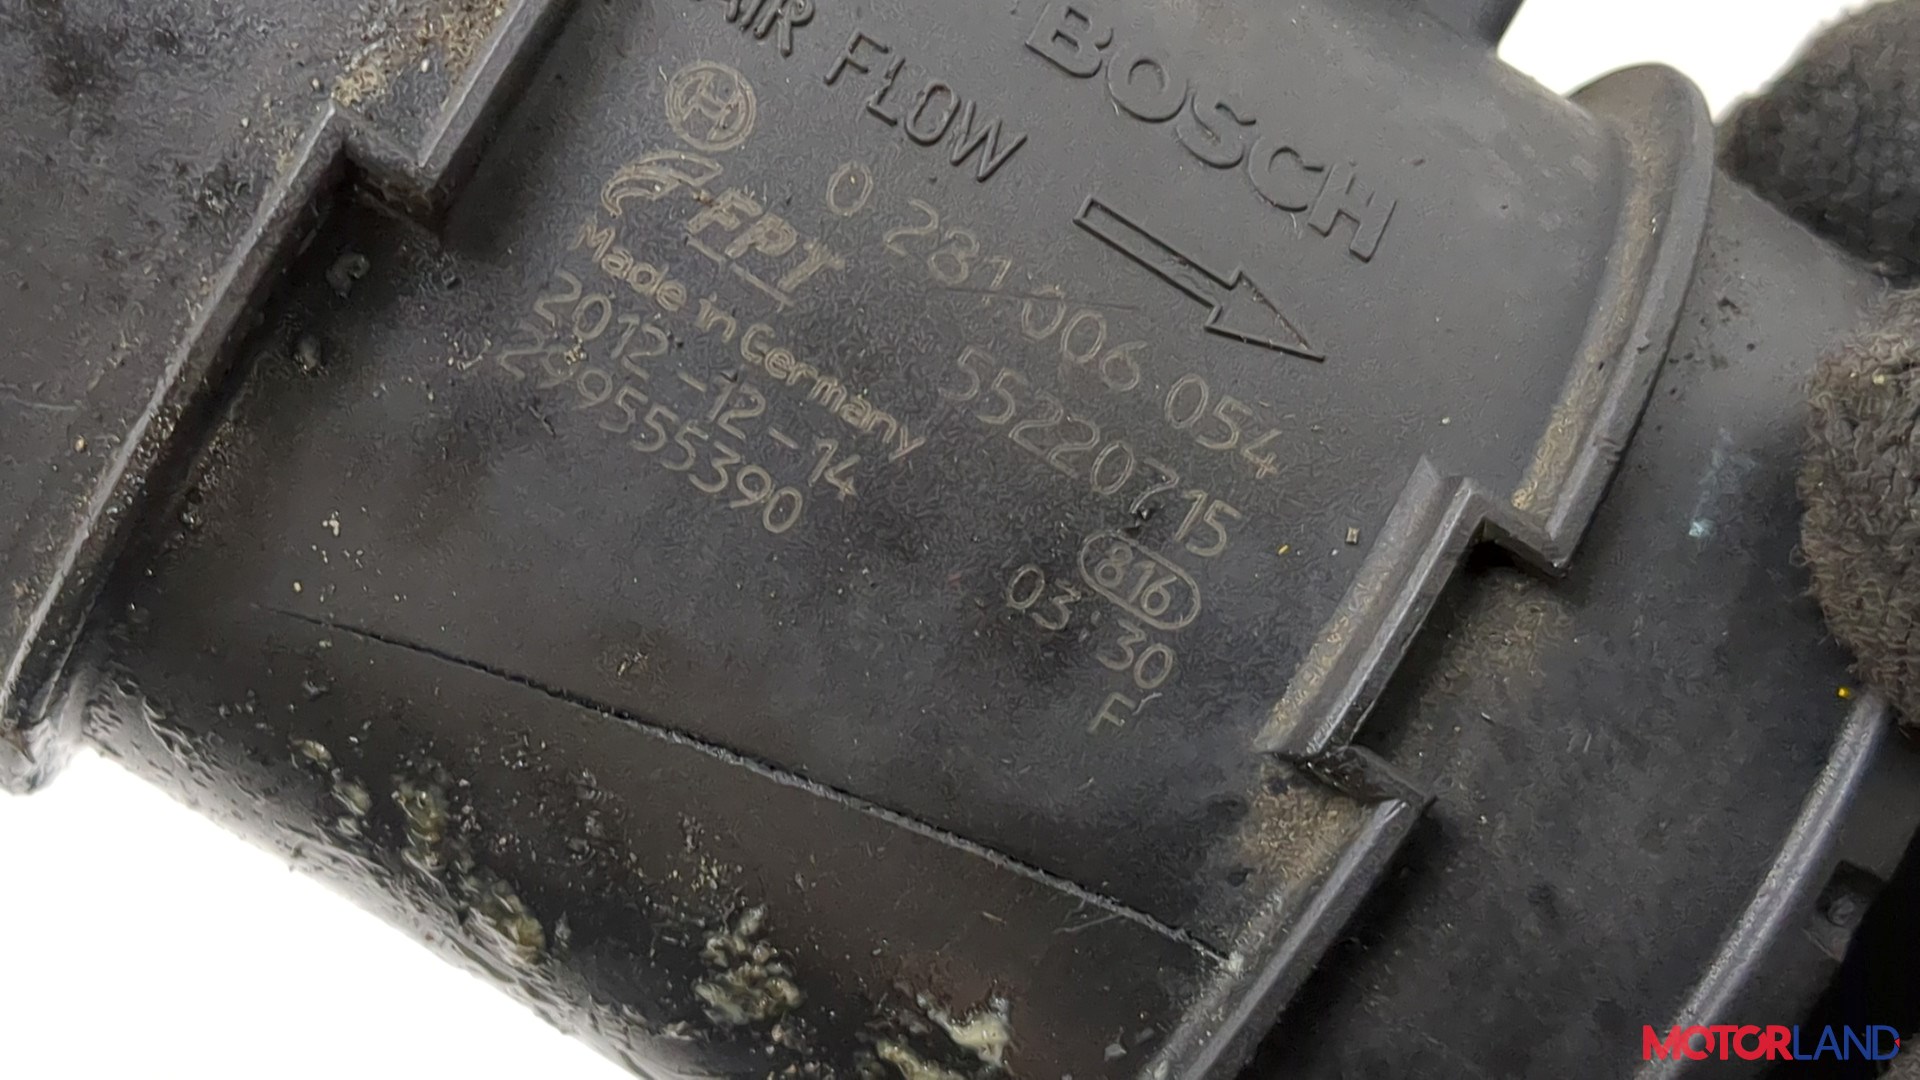 BOSCH
AIR FLOW
0 281 006 054
FPT
55220715
Made in Germany
2012-12-14
299555390
816
03 30
F
MOTORLAND